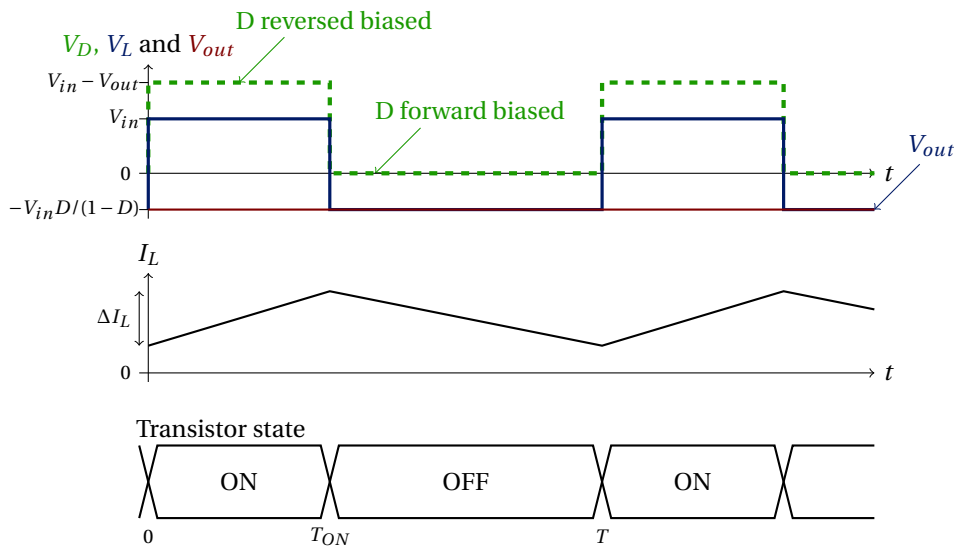 D reversed biased
V_D, V_L and V_out
V_in − V_out
V_in
D forward biased
V_out
0
t
−V_in D/(1 − D)
I_L
ΔI_L
0
t
Transistor state
ON OFF ON
0 T_ON T